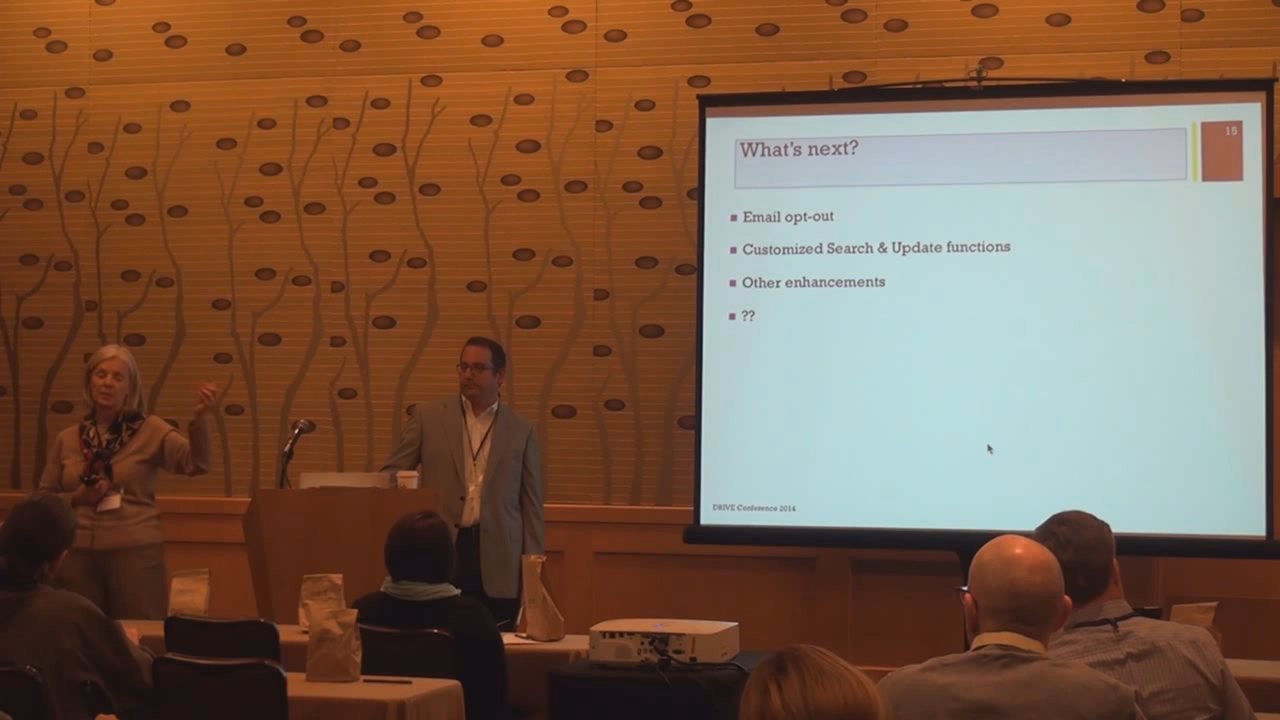 15
What's next?
Email opt-out
Customized Search & Update functions
Other enhancements
??
DRIVE Conference 2014